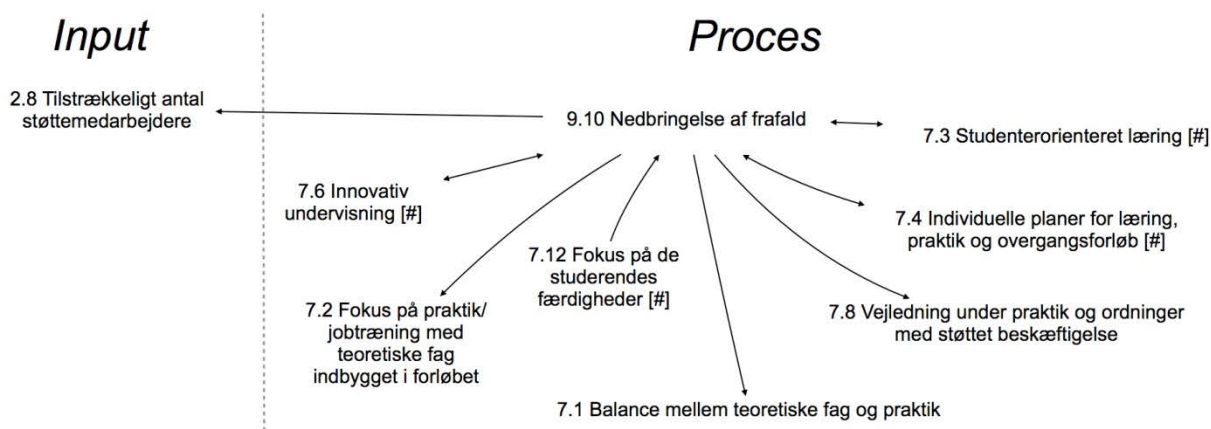 Input
Proces
2.8 Tilstrækkeligt antal
støttemedarbejdere
9.10 Nedbringelse af frafald
7.3 Studenterorienteret læring [#]
7.6 Innovativ
undervisning [#]
7.4 Individuelle planer for læring,
praktik og overgangsforløb [#]
7.12 Fokus på de
studerendes
færdigheder [#]
7.2 Fokus på praktik/
jobtræning med
teoretiske fag
indbygget i forløbet
7.8 Vejledning under praktik og ordninger
med støttet beskæftigelse
7.1 Balance mellem teoretiske fag og praktik